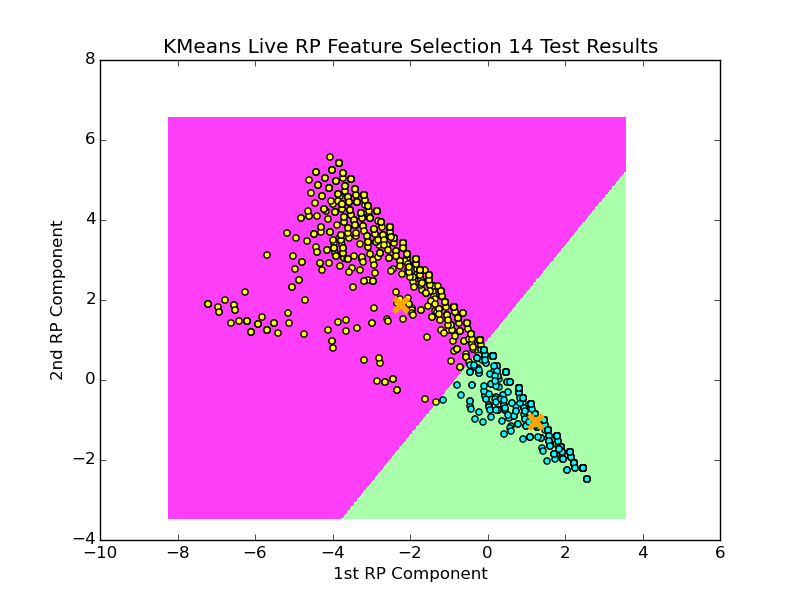 KMeans Live RP Feature Selection 14 Test Results
8
6
4
2
0
−2
−4
2nd RP Component
−10 −8 −6 −4 −2 0 2 4 6
1st RP Component